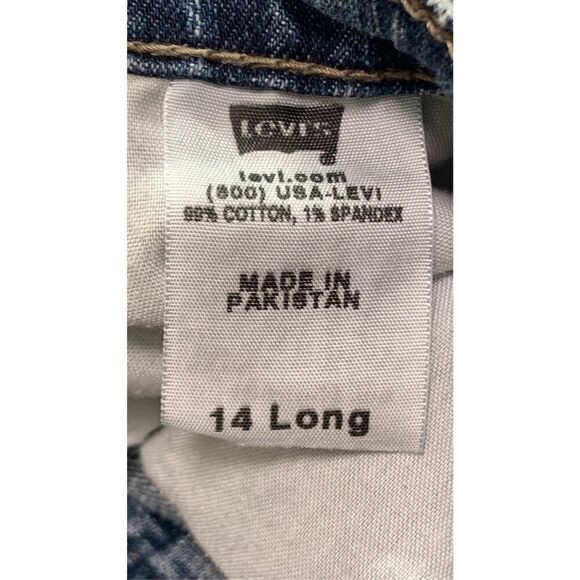 LEVI'S
®
levi.com
(800) USA-LEVI
99% COTTON, 1% SPANDEX
MADE IN
PAKISTAN
14 Long